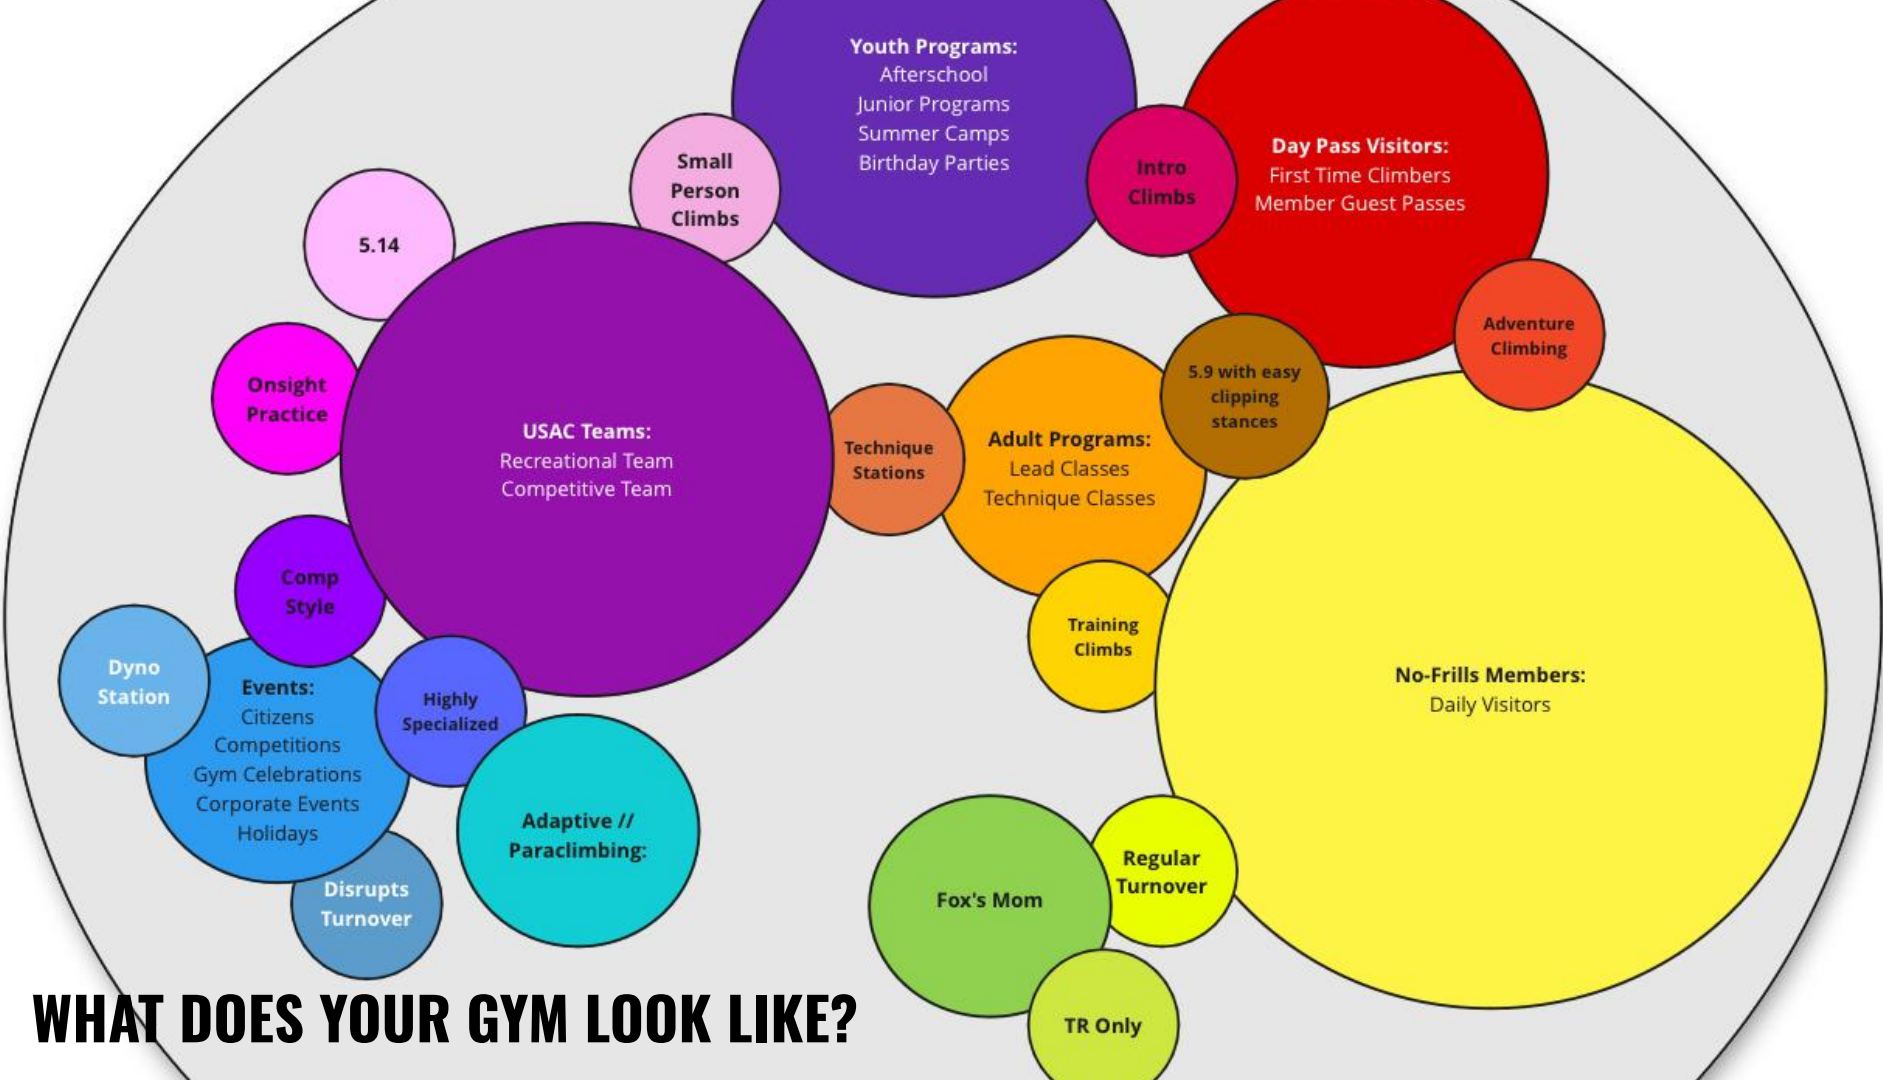 Youth Programs:
Afterschool
Junior Programs
Summer Camps
Birthday Parties
Day Pass Visitors:
First Time Climbers
Member Guest Passes
Intro
Climbs
Small
Person
Climbs
5.14
Onsight
Practice
USAC Teams:
Recreational Team
Competitive Team
Technique
Stations
Adult Programs:
Lead Classes
Technique Classes
5.9 with easy
clipping
stances
Adventure
Climbing
Comp
Style
Dyno
Station
Events:
Citizens
Competitions
Gym Celebrations
Corporate Events
Holidays
Highly
Specialized
Training
Climbs
No-Frills Members:
Daily Visitors
Adaptive //
Paraclimbing:
Disrupts
Turnover
Fox's Mom
Regular
Turnover
TR Only
WHAT DOES YOUR GYM LOOK LIKE?